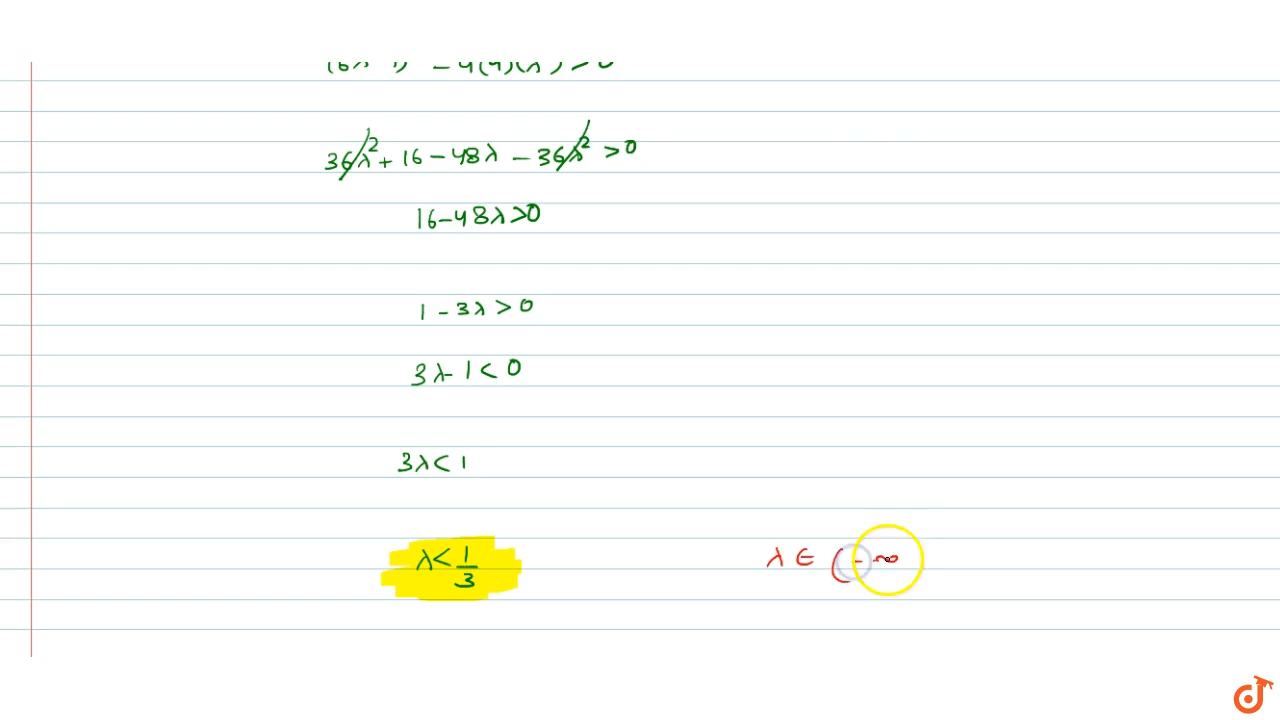 36λ² + 16 - 48λ - 36λ² > 0
16 - 48λ > 0
1 - 3λ > 0
3λ - 1 < 0
3λ < 1
λ < 1/3
λ ∈ (-∞